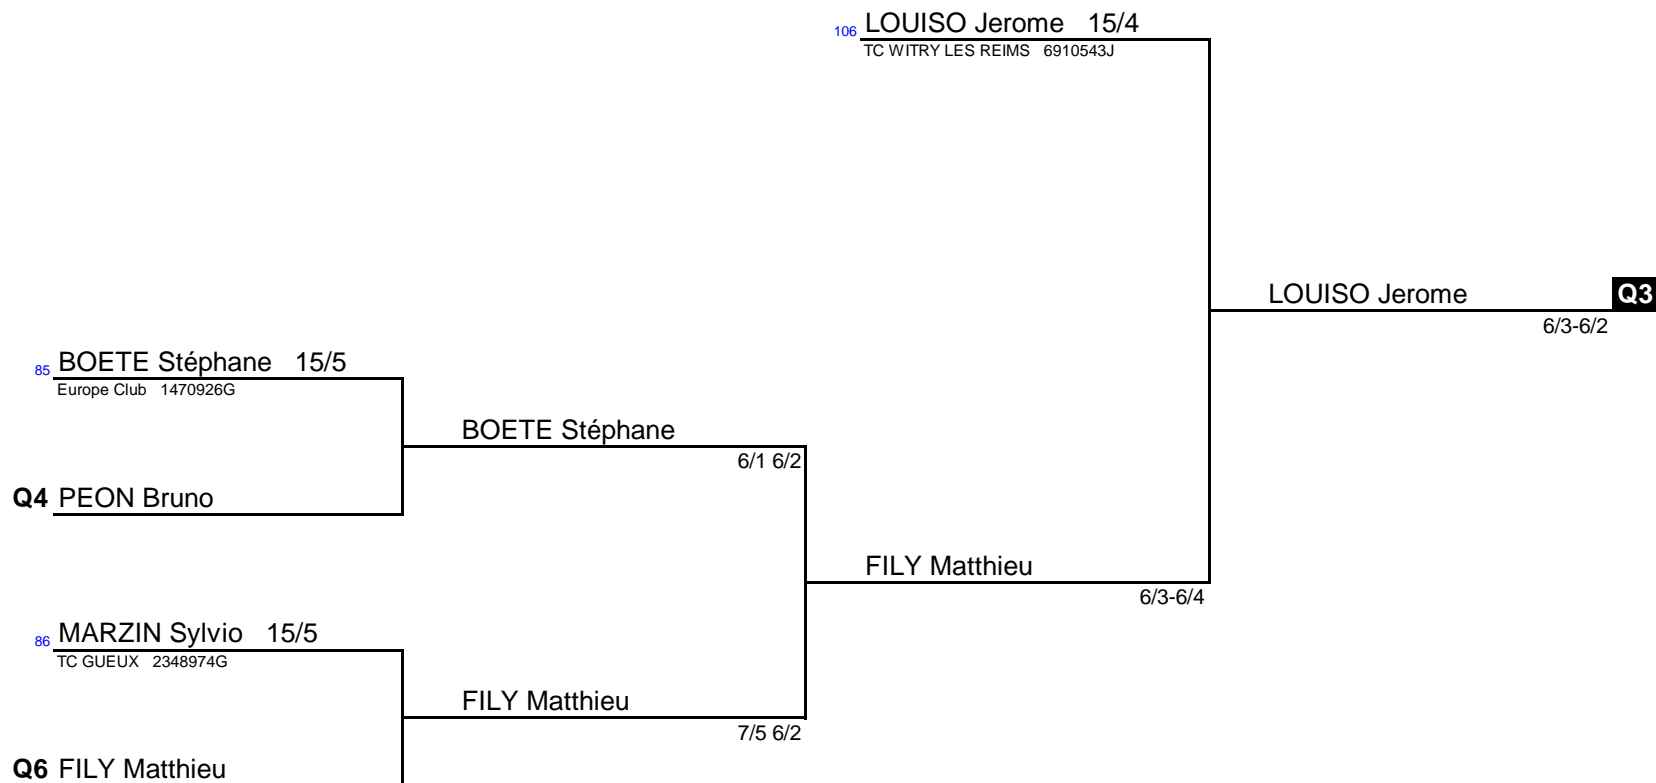 106 LOUISO Jerome 15/4
TC WITRY LES REIMS 6910543J
LOUISO Jerome Q3
6/3-6/2
85 BOETE Stéphane 15/5
Europe Club 1470926G
BOETE Stéphane
6/1 6/2
Q4 PEON Bruno
FILY Matthieu
6/3-6/4
86 MARZIN Sylvio 15/5
TC GUEUX 2348974G
FILY Matthieu
7/5 6/2
Q6 FILY Matthieu